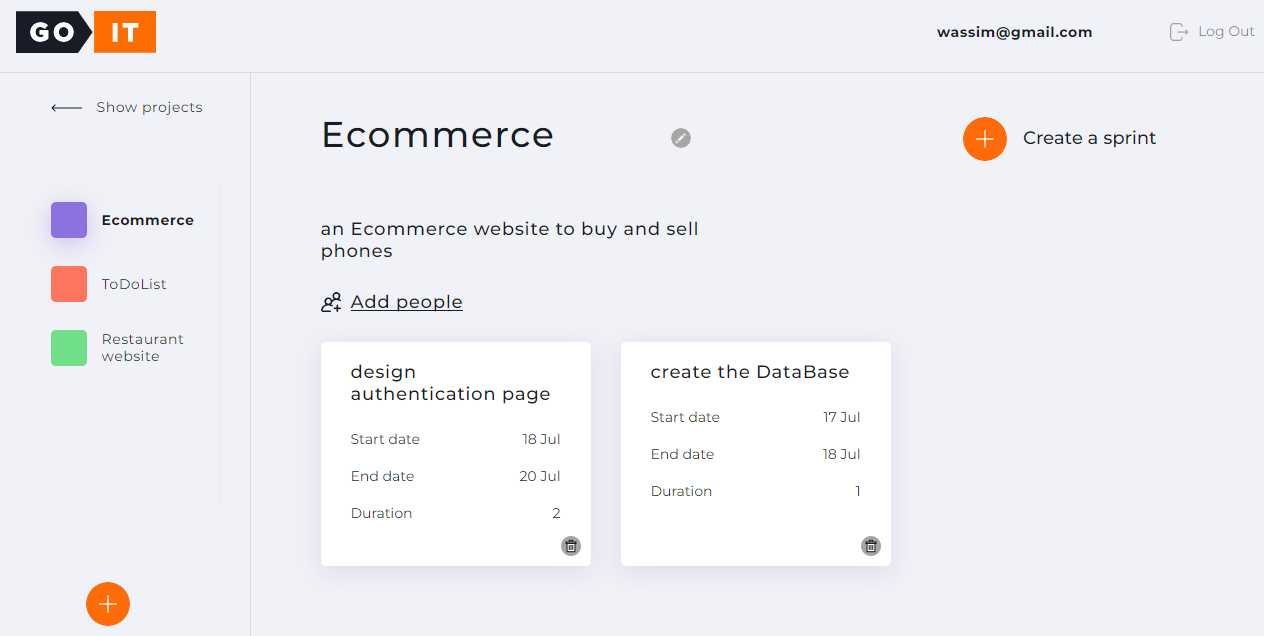 GO IT
wassim@gmail.com
Log Out
Show projects
Ecommerce
ToDoList
Restaurant
website
Ecommerce
Create a sprint
an Ecommerce website to buy and sell
phones
Add people
design
authentication page
Start date 18 Jul
End date 20 Jul
Duration 2
create the DataBase
Start date 17 Jul
End date 18 Jul
Duration 1